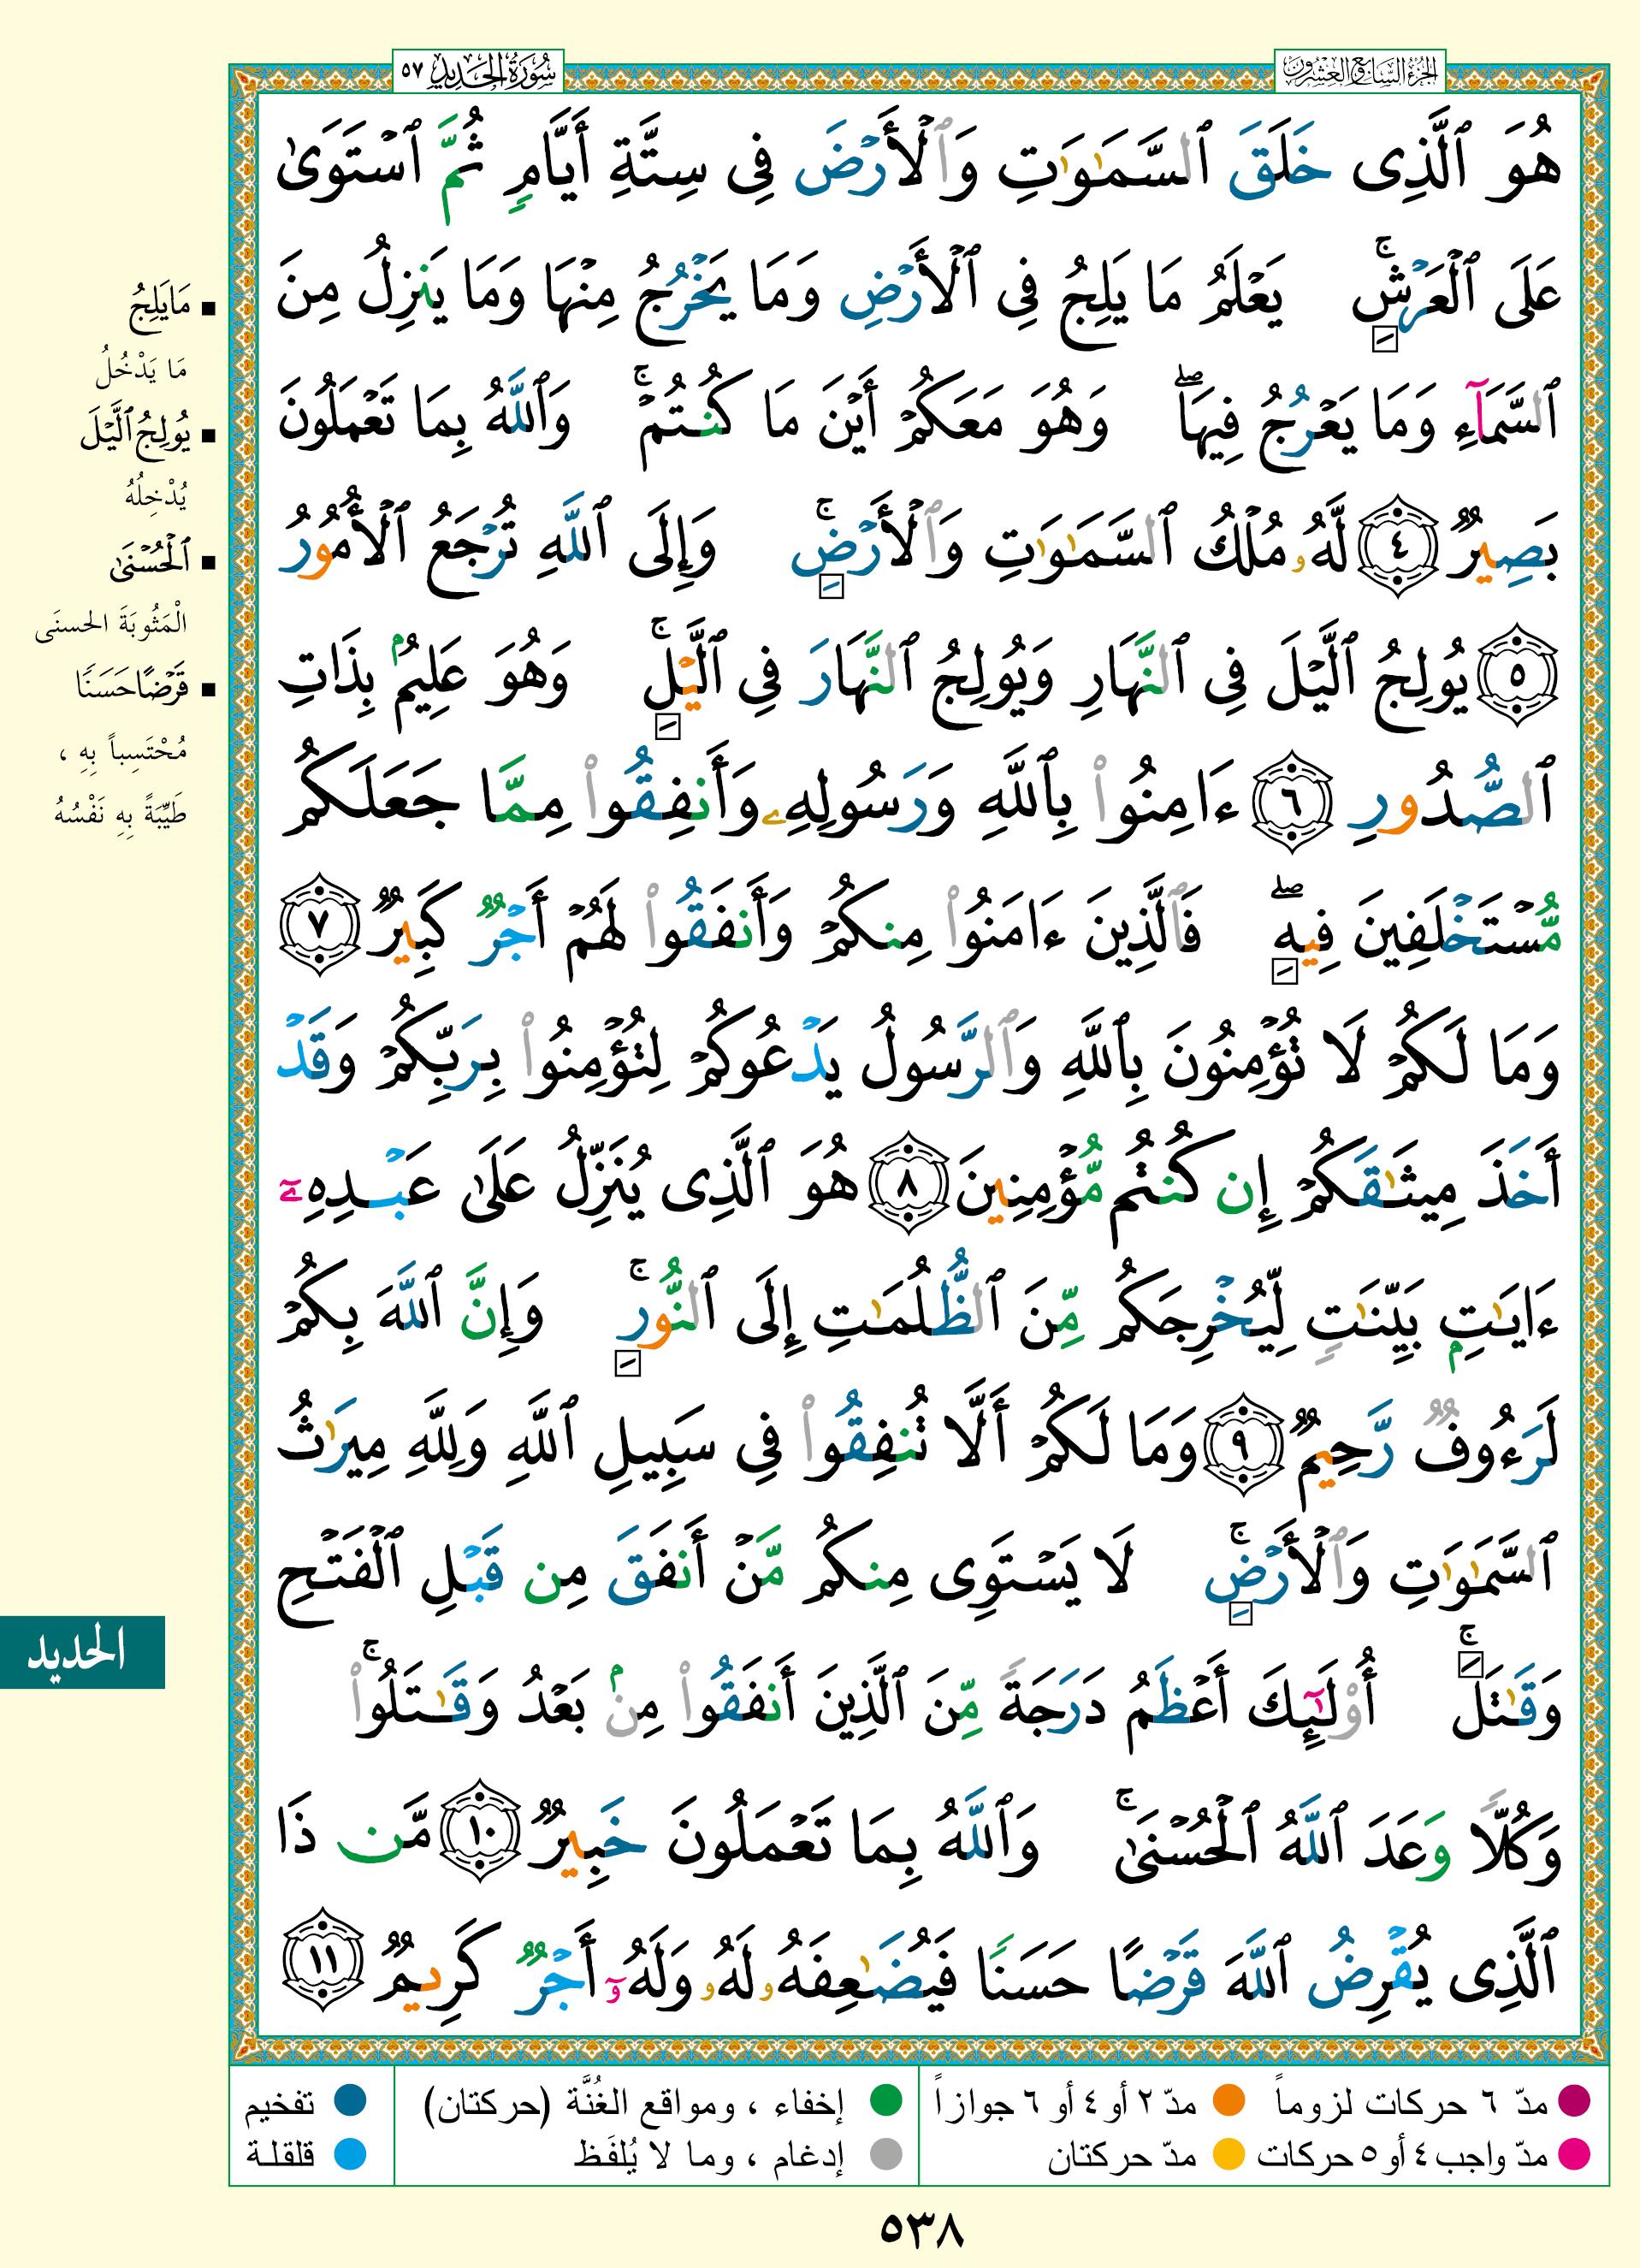 الجزء السابع والعشرون
سورة الحديد ٥٧
هُوَ ٱلَّذِى خَلَقَ ٱلسَّمَٰوَٰتِ وَٱلْأَرْضَ فِى سِتَّةِ أَيَّامٍ ثُمَّ ٱسْتَوَىٰ
عَلَى ٱلْعَرْشِ ۚ يَعْلَمُ مَا يَلِجُ فِى ٱلْأَرْضِ وَمَا يَخْرُجُ مِنْهَا وَمَا يَنزِلُ مِنَ
ٱلسَّمَآءِ وَمَا يَعْرُجُ فِيهَا ۖ وَهُوَ مَعَكُمْ أَيْنَ مَا كُنتُمْ ۚ وَٱللَّهُ بِمَا تَعْمَلُونَ
بَصِيرٌ ٤ لَّهُۥ مُلْكُ ٱلسَّمَٰوَٰتِ وَٱلْأَرْضِ ۚ وَإِلَى ٱللَّهِ تُرْجَعُ ٱلْأُمُورُ
٥ يُولِجُ ٱلَّيْلَ فِى ٱلنَّهَارِ وَيُولِجُ ٱلنَّهَارَ فِى ٱلَّيْلِ ۚ وَهُوَ عَلِيمٌۢ بِذَاتِ
ٱلصُّدُورِ ٦ ءَامِنُوا۟ بِٱللَّهِ وَرَسُولِهِۦ وَأَنفِقُوا۟ مِمَّا جَعَلَكُم
مُّسْتَخْلَفِينَ فِيهِ ۖ فَٱلَّذِينَ ءَامَنُوا۟ مِنكُمْ وَأَنفَقُوا۟ لَهُمْ أَجْرٌ كَبِيرٌ ٧
وَمَا لَكُمْ لَا تُؤْمِنُونَ بِٱللَّهِ وَٱلرَّسُولُ يَدْعُوكُمْ لِتُؤْمِنُوا۟ بِرَبِّكُمْ وَقَدْ
أَخَذَ مِيثَٰقَكُمْ إِن كُنتُم مُّؤْمِنِينَ ٨ هُوَ ٱلَّذِى يُنَزِّلُ عَلَىٰ عَبْدِهِۦٓ
ءَايَٰتٍۭ بَيِّنَٰتٍ لِّيُخْرِجَكُم مِّنَ ٱلظُّلُمَٰتِ إِلَى ٱلنُّورِ ۚ وَإِنَّ ٱللَّهَ بِكُمْ
لَرَءُوفٌ رَّحِيمٌ ٩ وَمَا لَكُمْ أَلَّا تُنفِقُوا۟ فِى سَبِيلِ ٱللَّهِ وَلِلَّهِ مِيرَٰثُ
ٱلسَّمَٰوَٰتِ وَٱلْأَرْضِ ۚ لَا يَسْتَوِى مِنكُم مَّنْ أَنفَقَ مِن قَبْلِ ٱلْفَتْحِ
وَقَٰتَلَ ۚ أُو۟لَٰٓئِكَ أَعْظَمُ دَرَجَةً مِّنَ ٱلَّذِينَ أَنفَقُوا۟ مِنۢ بَعْدُ وَقَٰتَلُوا۟ ۚ
وَكُلًّا وَعَدَ ٱللَّهُ ٱلْحُسْنَىٰ ۚ وَٱللَّهُ بِمَا تَعْمَلُونَ خَبِيرٌ ١٠ مَّن ذَا
ٱلَّذِى يُقْرِضُ ٱللَّهَ قَرْضًا حَسَنًا فَيُضَٰعِفَهُۥ لَهُۥ وَلَهُۥٓ أَجْرٌ كَرِيمٌ ١١
مَا يَلِجُ
مَا يَدْخُلُ
يُولِجُ ٱلَّيْلَ
يُدْخِلُهُ
ٱلْحُسْنَىٰ
الْمَثُوبَةَ الحسنَى
قَرْضًا حَسَنًا
مُحْتَسِباً بِهِ ،
طَيِّبَةً بِهِ نَفْسُهُ
الحديد
مدّ ٦ حركات لزوماً مدّ ٢ أو ٤ أو ٦ جوازاً إخفاء ، ومواقع الغُنَّة (حركتان) تفخيم
مدّ واجب ٤ أو ٥ حركات مدّ حركتان إدغام ، وما لا يُلفَظ قلقلة
٥٣٨